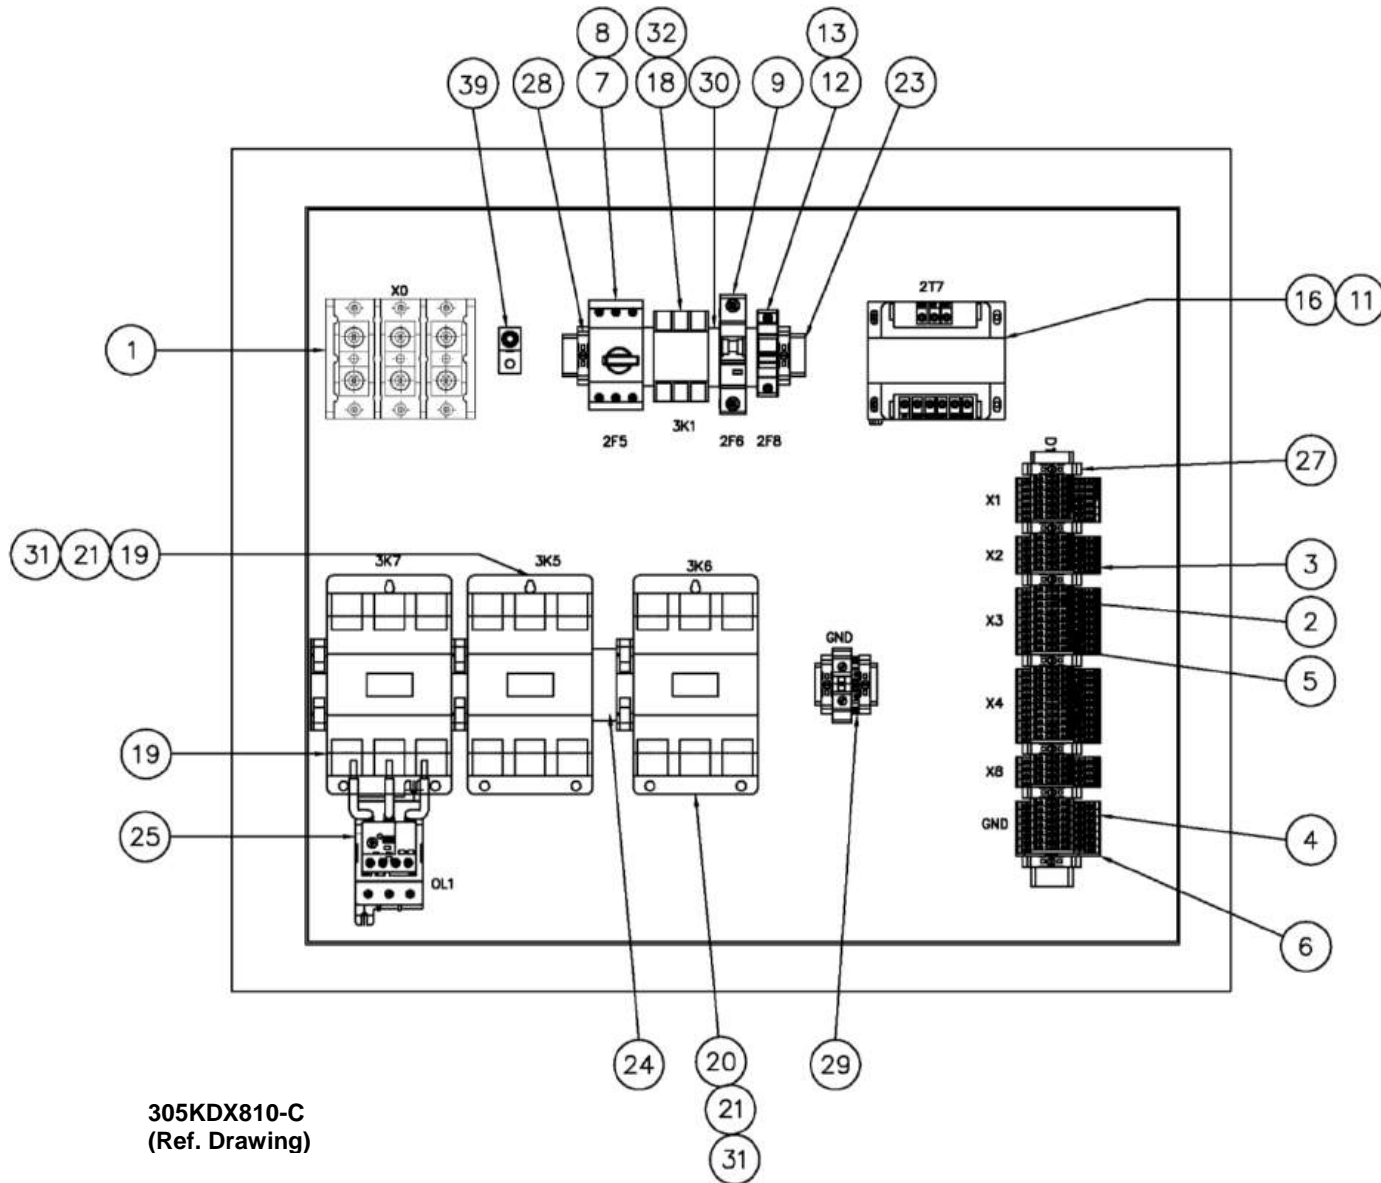 8 32 13
39 28 7 18 30 9 12 23
X0
2T7
16 11
1
3K1
2F5 2F6 2F8
D1
27
X1
31 21 19
3K7 3K5 3K6
X2
3
X3
2
GND
5
X4
19
X6
25
GND
4
OL1
6
24 20 29
21
31
305KDX810-C
(Ref. Drawing)